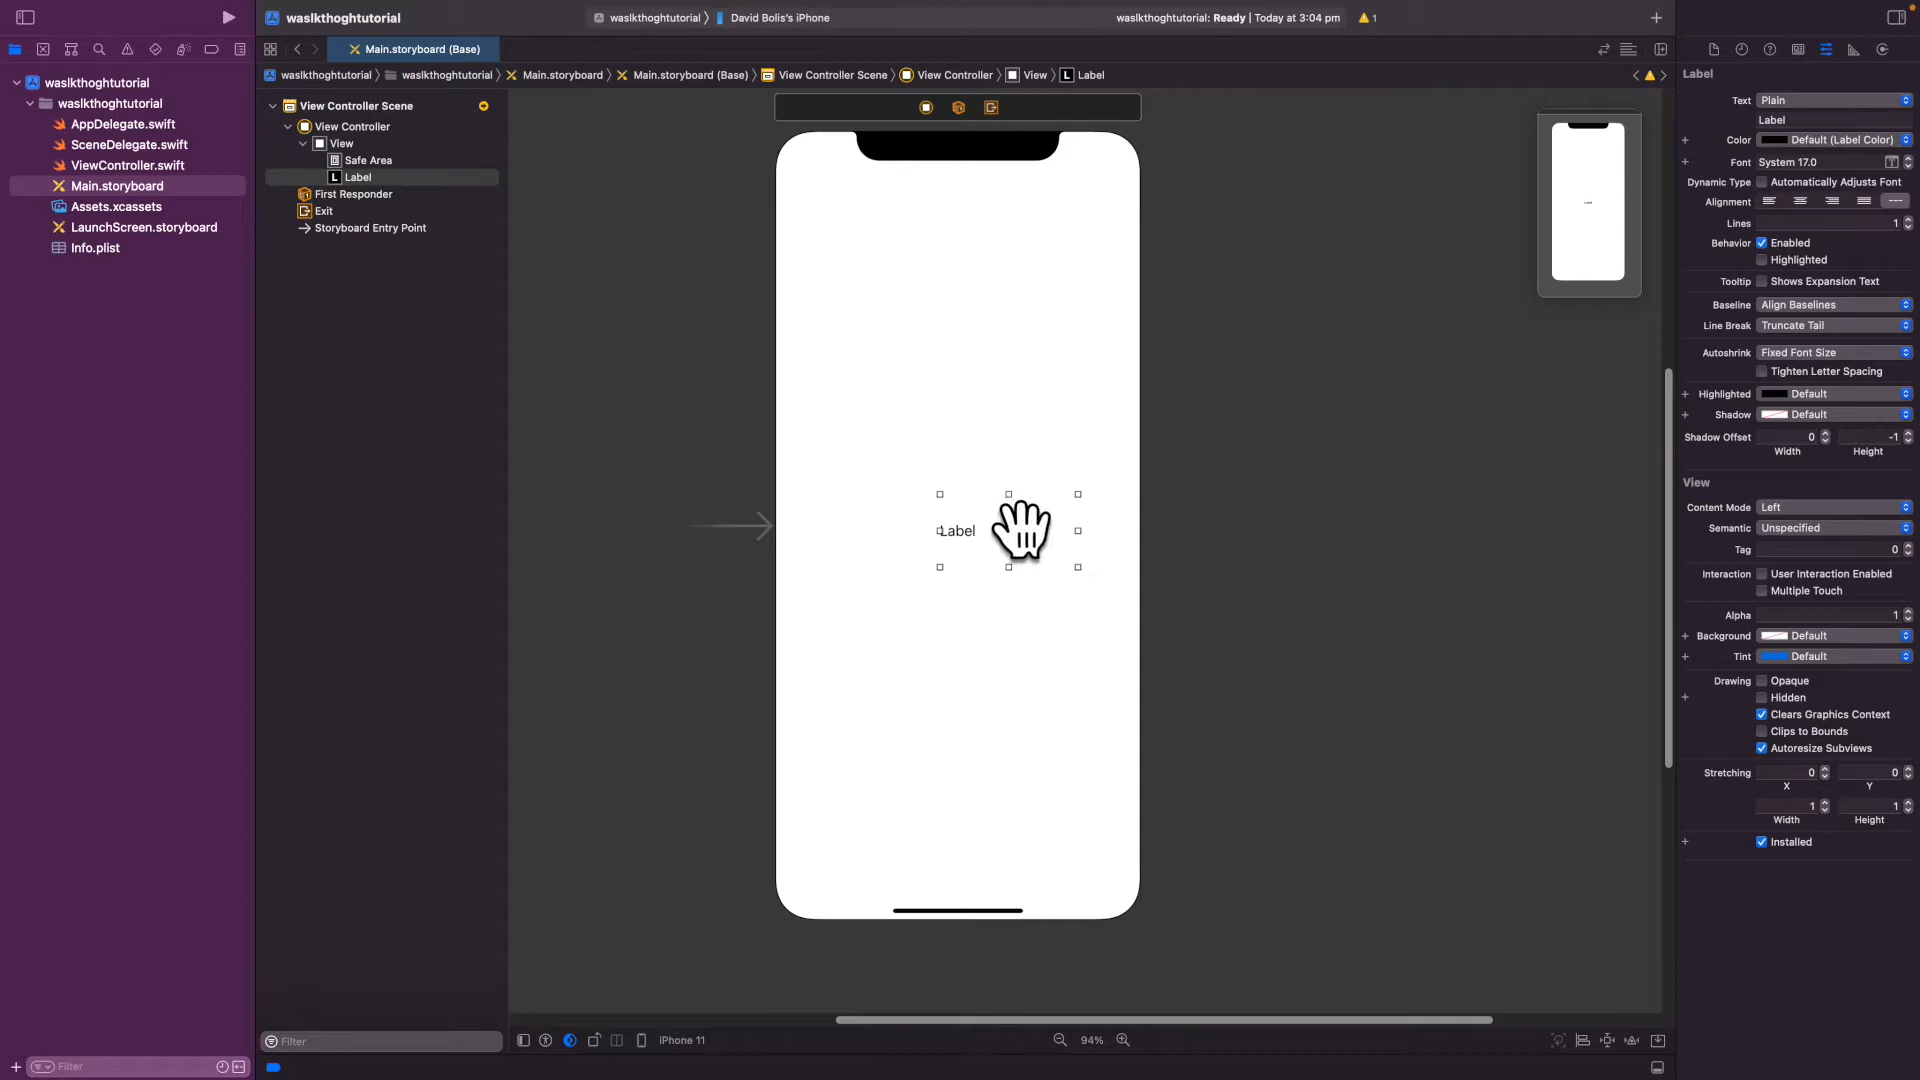 waslkthoghtutorial
waslkthoghtutorial
David Bolis's iPhone
waslkthoghtutorial: Ready | Today at 3:04 pm
1
Main.storyboard (Base)
waslkthoghtutorial
waslkthoghtutorial
Main.storyboard
Main.storyboard (Base)
View Controller Scene
View Controller
View
L Label
waslkthoghtutorial
waslkthoghtutorial
AppDelegate.swift
SceneDelegate.swift
ViewController.swift
Main.storyboard
Assets.xcassets
LaunchScreen.storyboard
Info.plist
Filter
View Controller Scene
View Controller
View
Safe Area
L Label
First Responder
Exit
Storyboard Entry Point
Filter
Label
Label
iPhone 11
94%
Label
Text Plain
Label
Color Default (Label Color)
Font System 17.0 T
Dynamic Type Automatically Adjusts Font
Alignment
Lines 1
Behavior Enabled
Highlighted
Tooltip Shows Expansion Text
Baseline Align Baselines
Line Break Truncate Tail
Autoshrink Fixed Font Size
Tighten Letter Spacing
Highlighted Default
Shadow Default
Shadow Offset 0 -1
Width Height
View
Content Mode Left
Semantic Unspecified
Tag 0
Interaction User Interaction Enabled
Multiple Touch
Alpha 1
Background Default
Tint Default
Drawing Opaque
Hidden
Clears Graphics Context
Clips to Bounds
Autoresize Subviews
Stretching 0 0
X Y
1 1
Width Height
Installed